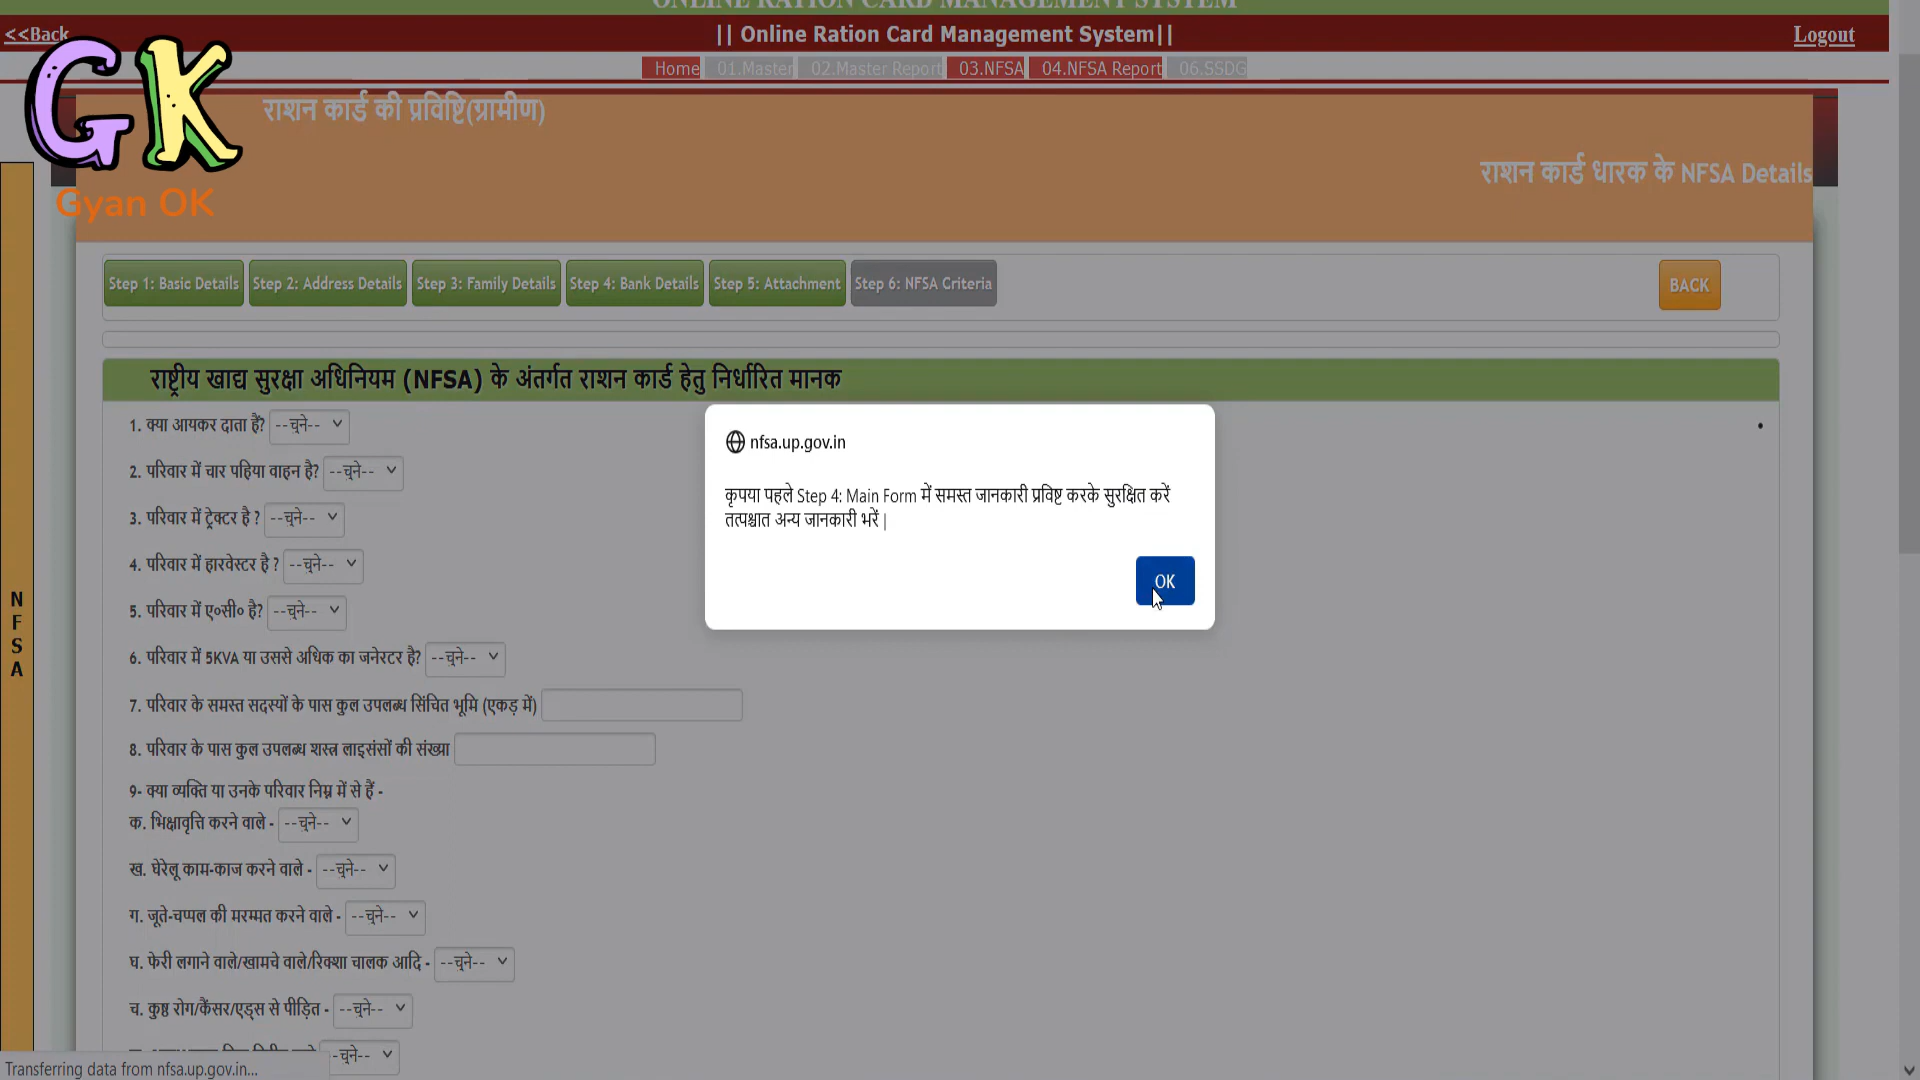 ONLINE RATION CARD MANAGEMENT SYSTEM
<<Back
|| Online Ration Card Management System||
Logout
Home 01.Master 02.Master Report 03.NFSA 04.NFSA Report 06.SSDG
GK
Gyan OK
राशन कार्ड की प्रविष्टि(ग्रामीण)
राशन कार्ड धारक के NFSA Details
Step 1: Basic Details Step 2: Address Details Step 3: Family Details Step 4: Bank Details Step 5: Attachment Step 6: NFSA Criteria BACK
राष्ट्रीय खाद्य सुरक्षा अधिनियम (NFSA) के अंतर्गत राशन कार्ड हेतु निर्धारित मानक
1. क्या आयकर दाता हैं? --चुने--
2. परिवार में चार पहिया वाहन है? --चुने--
3. परिवार में ट्रेक्टर है ? --चुने--
4. परिवार में हारवेस्टर है ? --चुने--
5. परिवार में ए०सी० है? --चुने--
6. परिवार में 5KVA या उससे अधिक का जनेरटर है? --चुने--
7. परिवार के समस्त सदस्यों के पास कुल उपलब्ध सिंचित भूमि (एकड़ में)
8. परिवार के पास कुल उपलब्ध शस्त्र लाइसंसों की संख्या
9- क्या व्यक्ति या उनके परिवार निम्न में से हैं -
क. भिक्षावृत्ति करने वाले - --चुने--
ख. घेरेलू काम-काज करने वाले - --चुने--
ग. जूते-चप्पल की मरम्मत करने वाले - --चुने--
घ. फेरी लगाने वाले/खामचे वाले/रिक्शा चालक आदि - --चुने--
च. कुष्ठ रोग/कैंसर/एड्स से पीड़ित - --चुने--
-चुने--
nfsa.up.gov.in
कृपया पहले Step 4: Main Form में समस्त जानकारी प्रविष्ट करके सुरक्षित करें
तत्पश्चात अन्य जानकारी भरें |
OK
N
F
S
A
Transferring data from nfsa.up.gov.in...